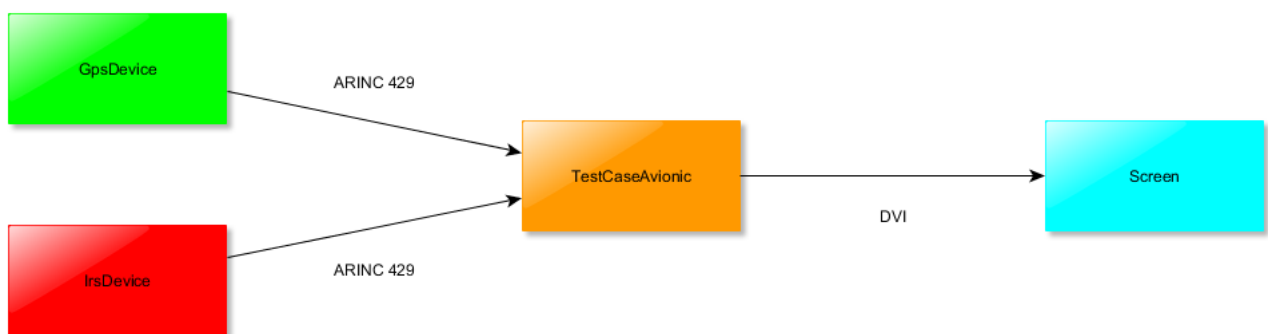 GpsDevice
ARINC 429
TestCaseAvionic
Screen
DVI
ARINC 429
IrsDevice